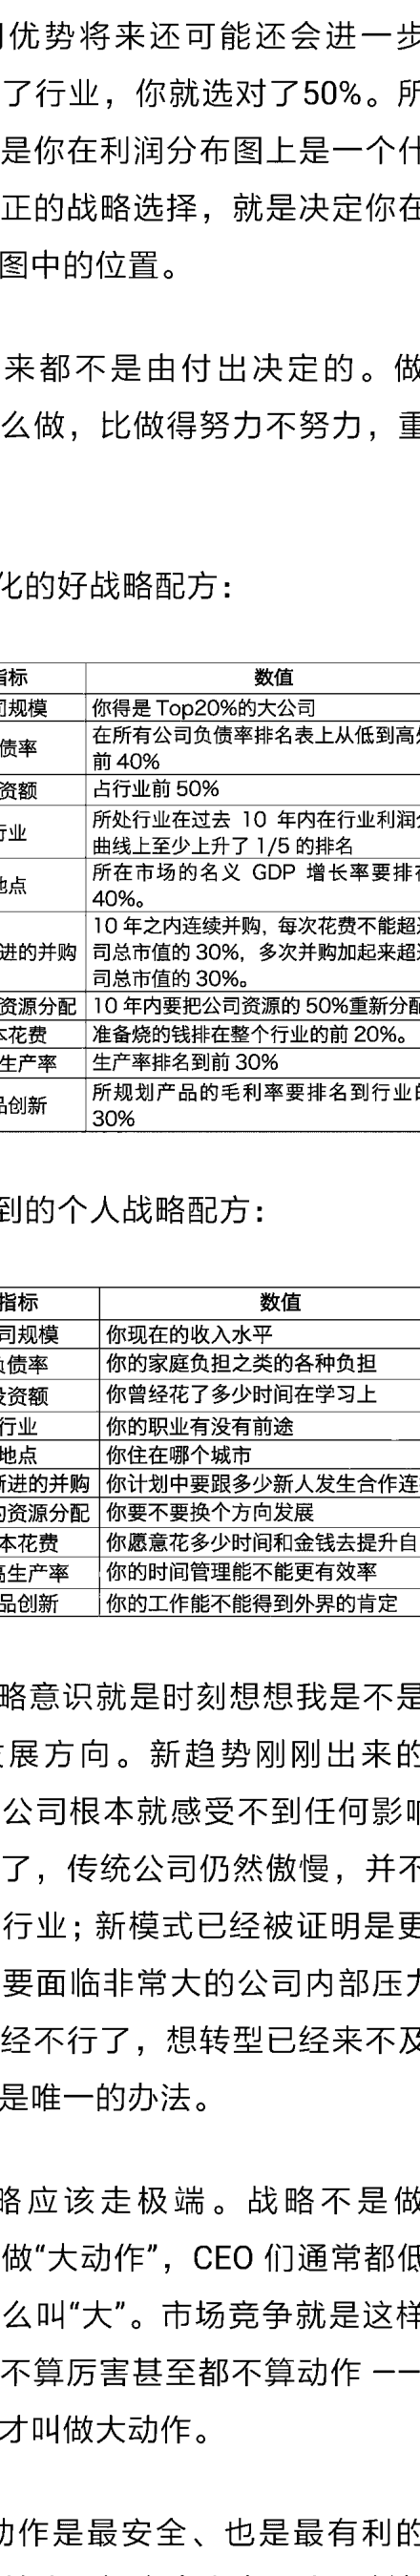 优势将来还可能还会进一步
了行业，你就选对了50%。所
是你在利润分布图上是一个什
正的战略选择，就是决定你在
图中的位置。
来都不是由付出决定的。做
么做，比做得努力不努力，重
化的好战略配方：
指标 数值
司规模 你得是Top20%的大公司
债率 在所有公司负债率排名表上从低到高处
前 40%
资额 占行业前 50%
行业 所处行业在过去 10 年内在行业利润分
曲线上至少上升了 1/5 的排名
地点 所在市场的名义 GDP 增长率要排在
40%。
进的并购 10 年之内连续并购，每次花费不能超过
司总市值的 30%，多次并购加起来超过
司总市值的 30%。
资源分配 10 年内要把公司资源的 50%重新分配
本花费 准备烧的钱排在整个行业的前 20%。
生产率 生产率排名到前 30%
品创新 所规划产品的毛利率要排名到行业的
30%
到的个人战略配方：
指标 数值
司规模 你现在的收入水平
负债率 你的家庭负担之类的各种负担
投资额 你曾经花了多少时间在学习上
行业 你的职业有没有前途
地点 你住在哪个城市
渐进的并购 你计划中要跟多少新人发生合作连
的资源分配 你要不要换个方向发展
本花费 你愿意花多少时间和金钱去提升自
高生产率 你的时间管理能不能更有效率
品创新 你的工作能不能得到外界的肯定
略意识就是时刻想想我是不是
发展方向。新趋势刚刚出来的
公司根本就感受不到任何影响
了，传统公司仍然傲慢，并不
行业；新模式已经被证明是更
要面临非常大的公司内部压力
经不行了，想转型已经来不及
是唯一的办法。
略应该走极端。战略不是做
做“大动作”，CEO 们通常都低
么叫“大”。市场竞争就是这样
不算厉害甚至都不算动作 ——
才叫做大动作。
动作是最安全、也是最有利的